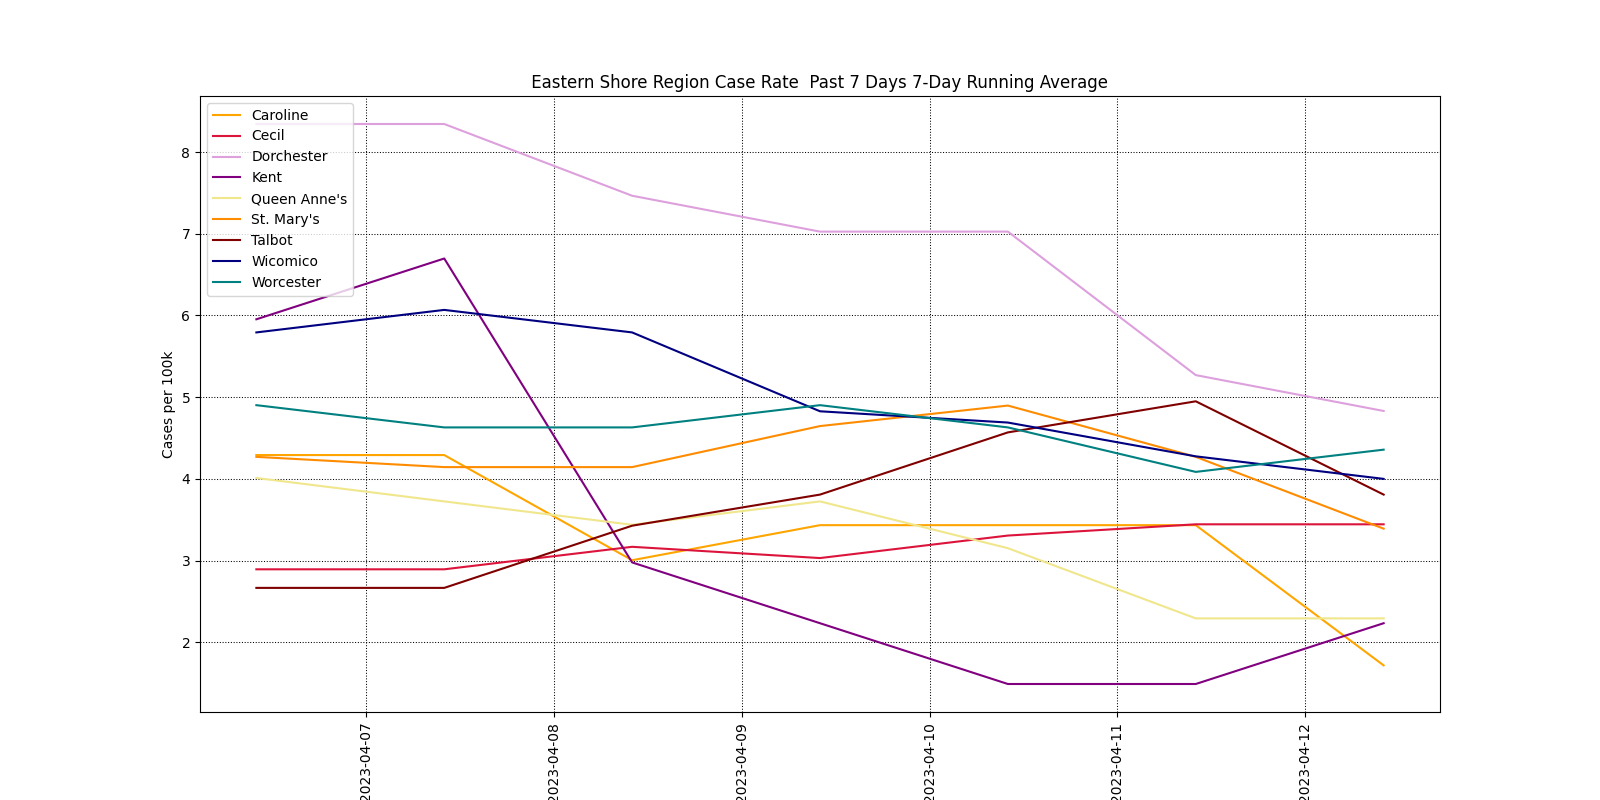 Eastern Shore Region Case Rate  Past 7 Days 7-Day Running Average
Caroline
Cecil
Dorchester
Kent
Queen Anne's
St. Mary's
Talbot
Wicomico
Worcester
8
7
6
5
4
3
2
Cases per 100k
2023-04-07
2023-04-08
2023-04-09
2023-04-10
2023-04-11
2023-04-12